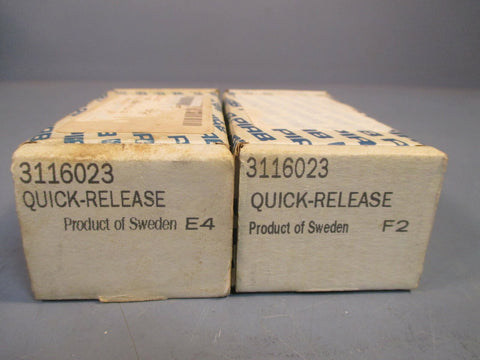 3116023
QUICK-RELEASE
Product of Sweden E4
3116023
QUICK-RELEASE
Product of Sweden F2